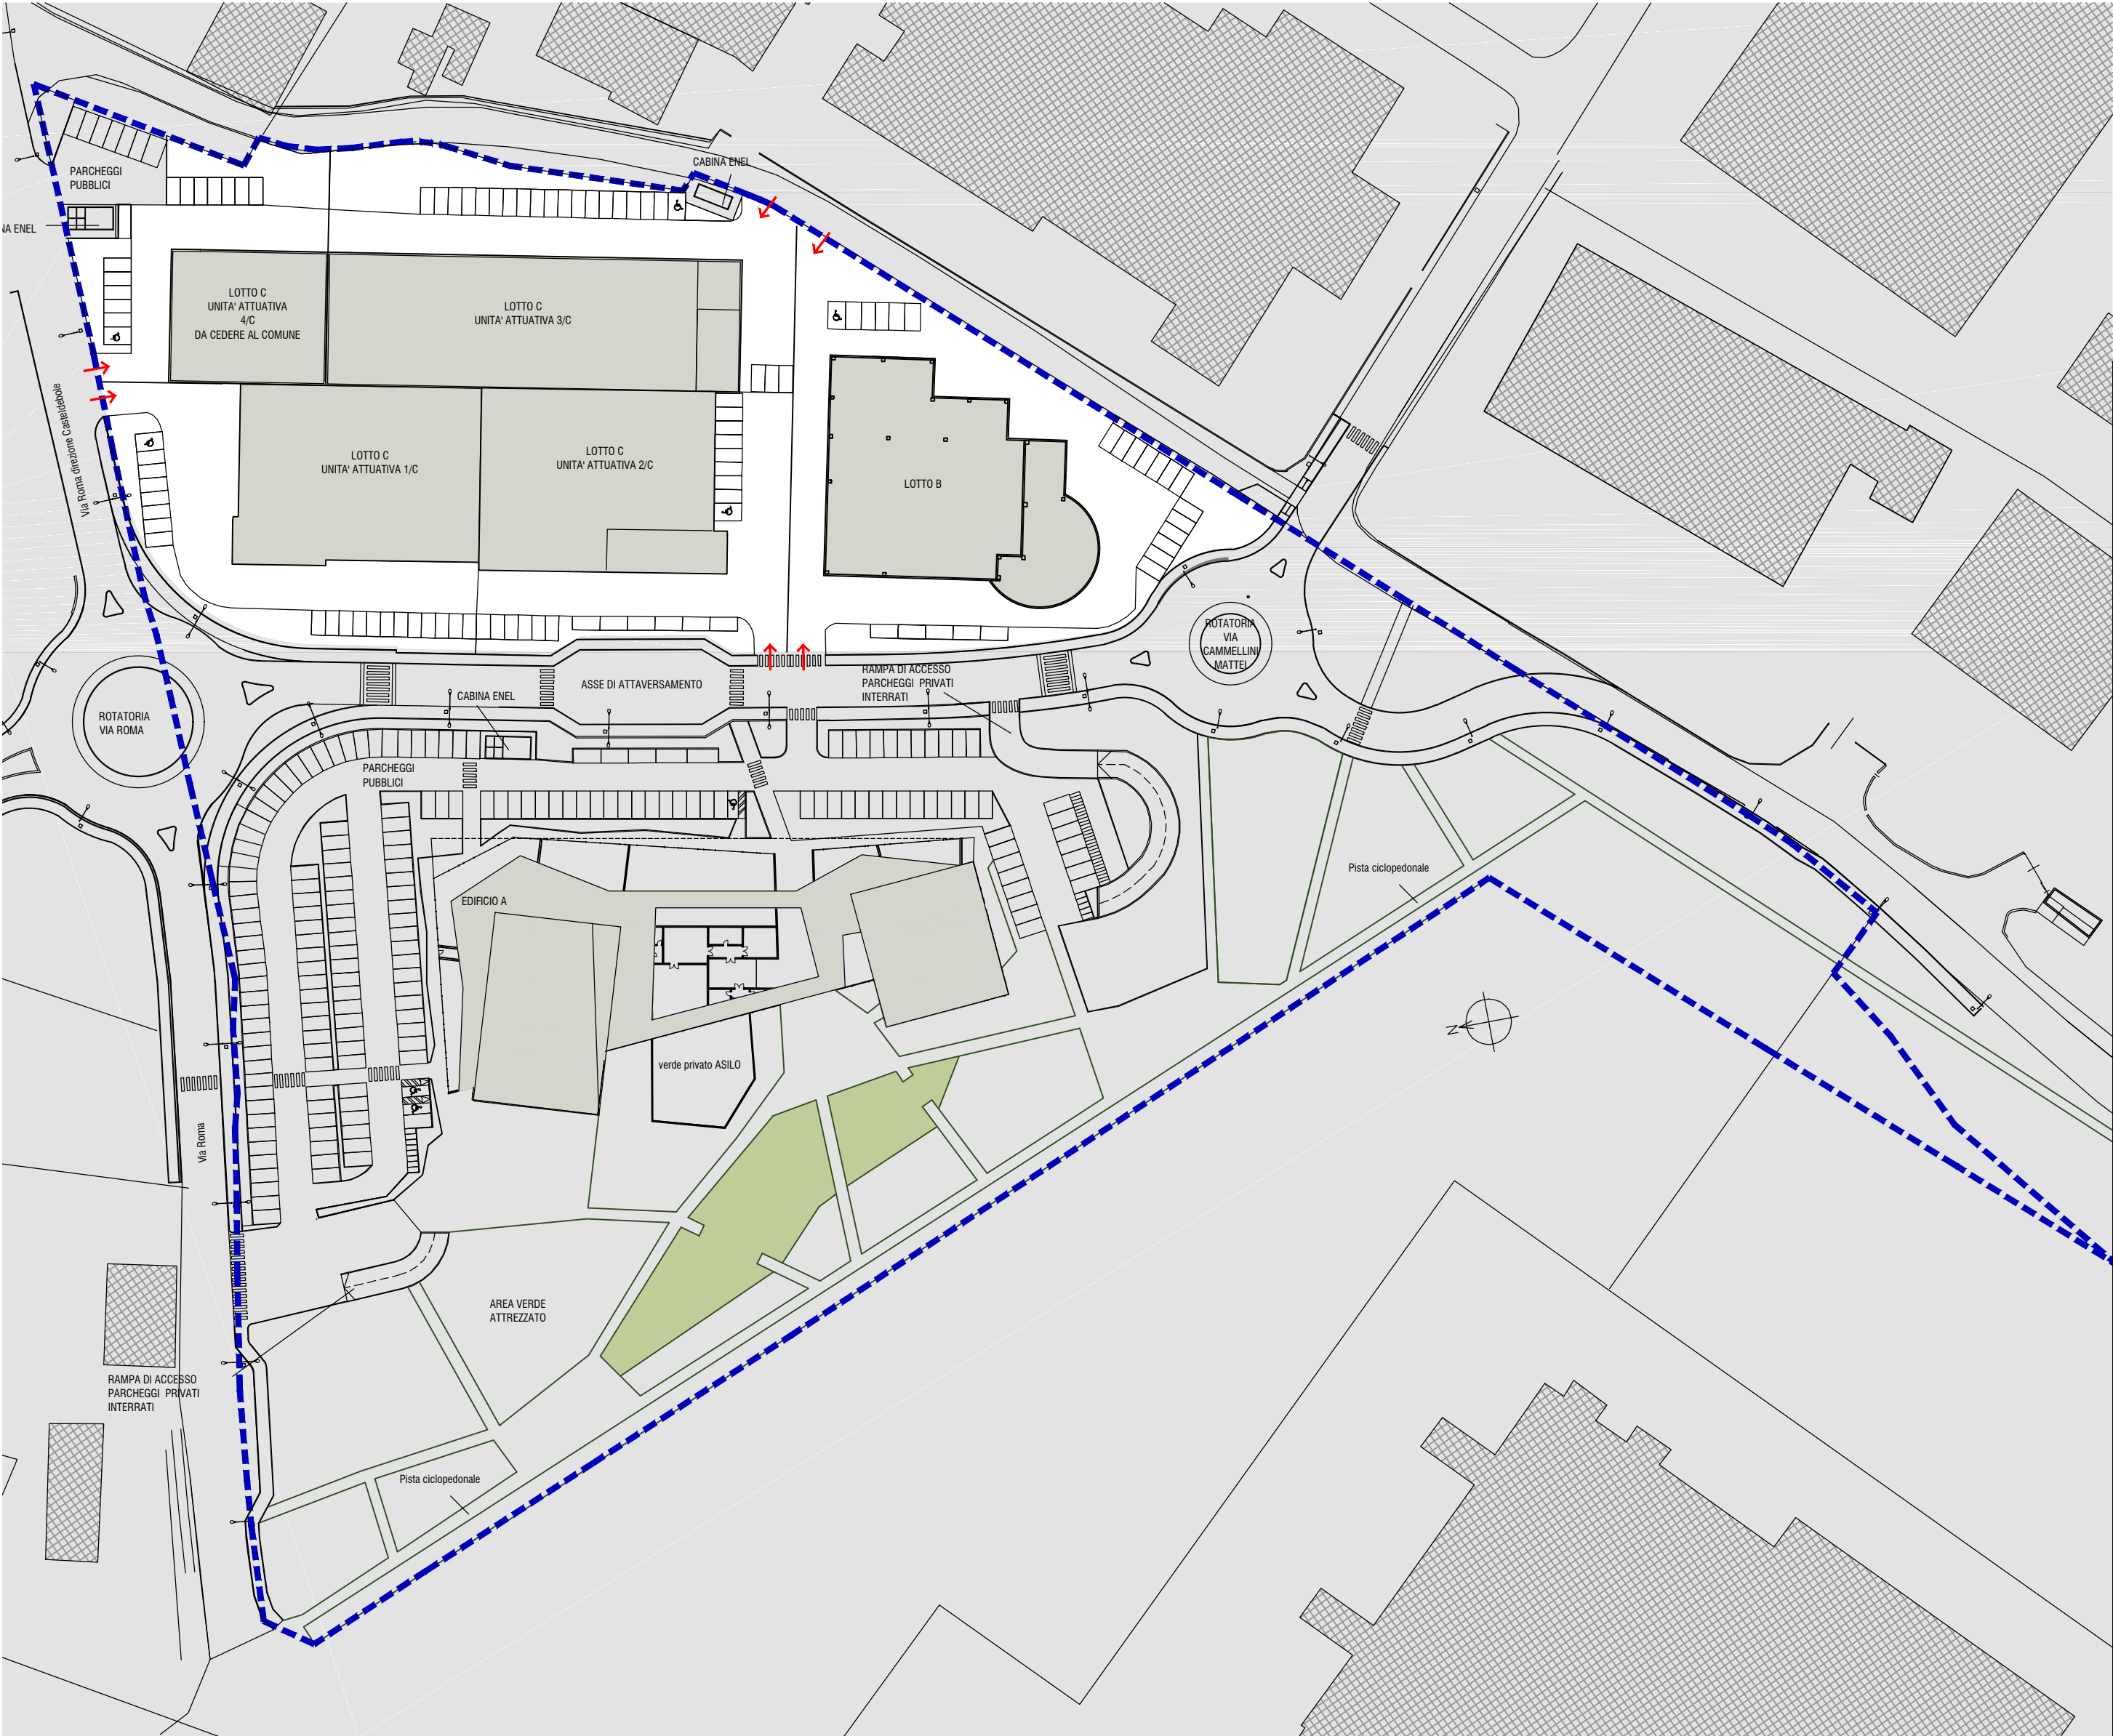 CABINA ENEL
PARCHEGGI
PUBBLICI
NA ENEL
LOTTO C
UNITA' ATTUATIVA
4/C
DA CEDERE AL COMUNE
LOTTO C
UNITA' ATTUATIVA 3/C
Via Roma direzione Casteldebole
LOTTO C
UNITA' ATTUATIVA 1/C
LOTTO C
UNITA' ATTUATIVA 2/C
LOTTO B
ROTATORIA
VIA
CAMMELLINI
MATTEI
RAMPA DI ACCESSO
PARCHEGGI PRIVATI
INTERRATI
ASSE DI ATTAVERSAMENTO
CABINA ENEL
ROTATORIA
VIA ROMA
PARCHEGGI
PUBBLICI
Pista ciclopedonale
EDIFICIO A
N
verde privato ASILO
Via Roma
AREA VERDE
ATTREZZATO
RAMPA DI ACCESSO
PARCHEGGI PRIVATI
INTERRATI
Pista ciclopedonale